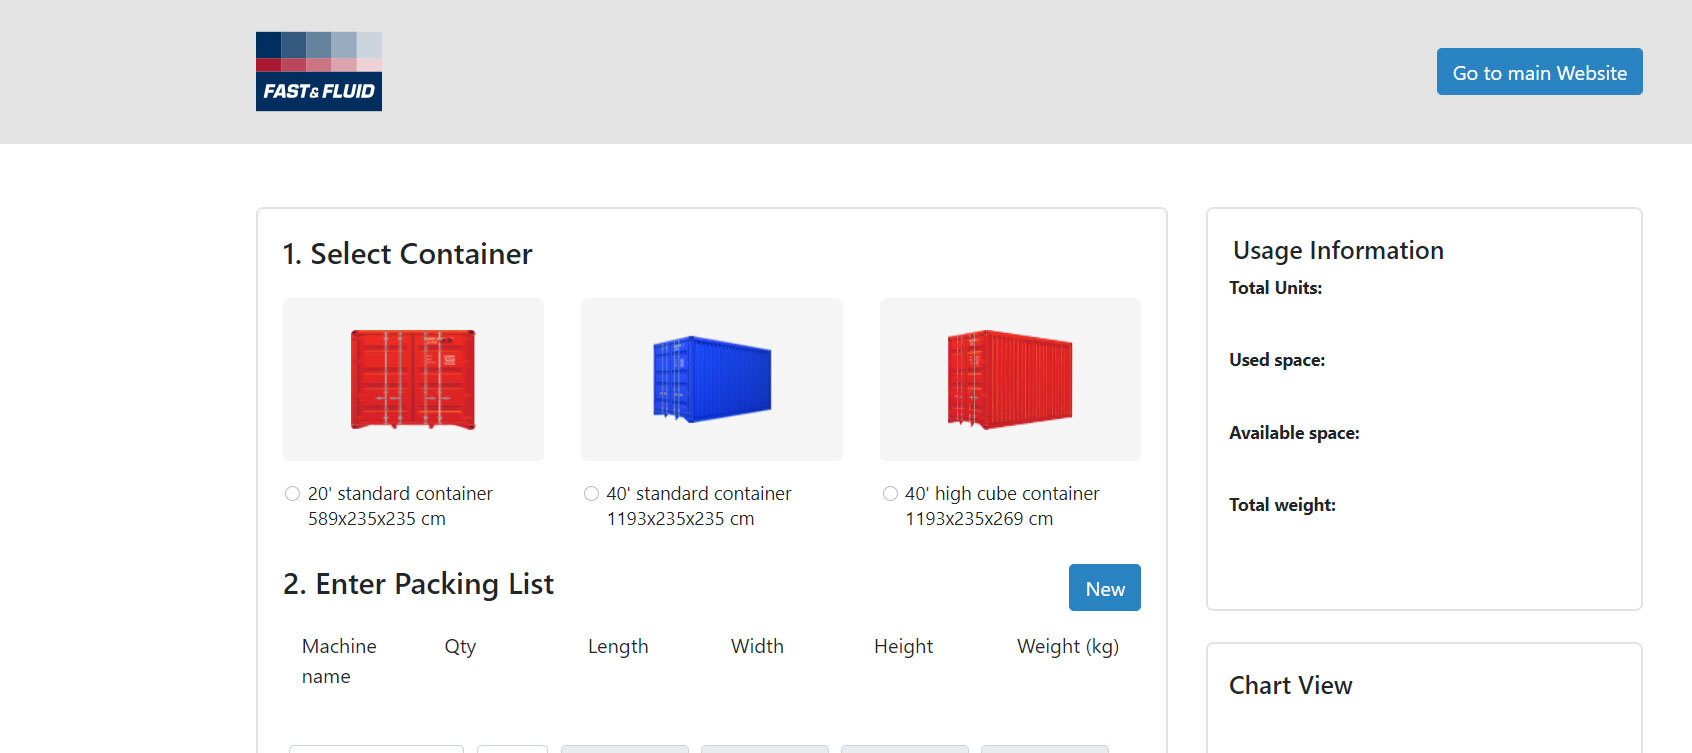 FAST & FLUID
Go to main Website
1. Select Container
20' standard container
589x235x235 cm
40' standard container
1193x235x235 cm
40' high cube container
1193x235x269 cm
2. Enter Packing List
New
Machine name
Qty
Length
Width
Height
Weight (kg)
Usage Information
Total Units:
Used space:
Available space:
Total weight:
Chart View